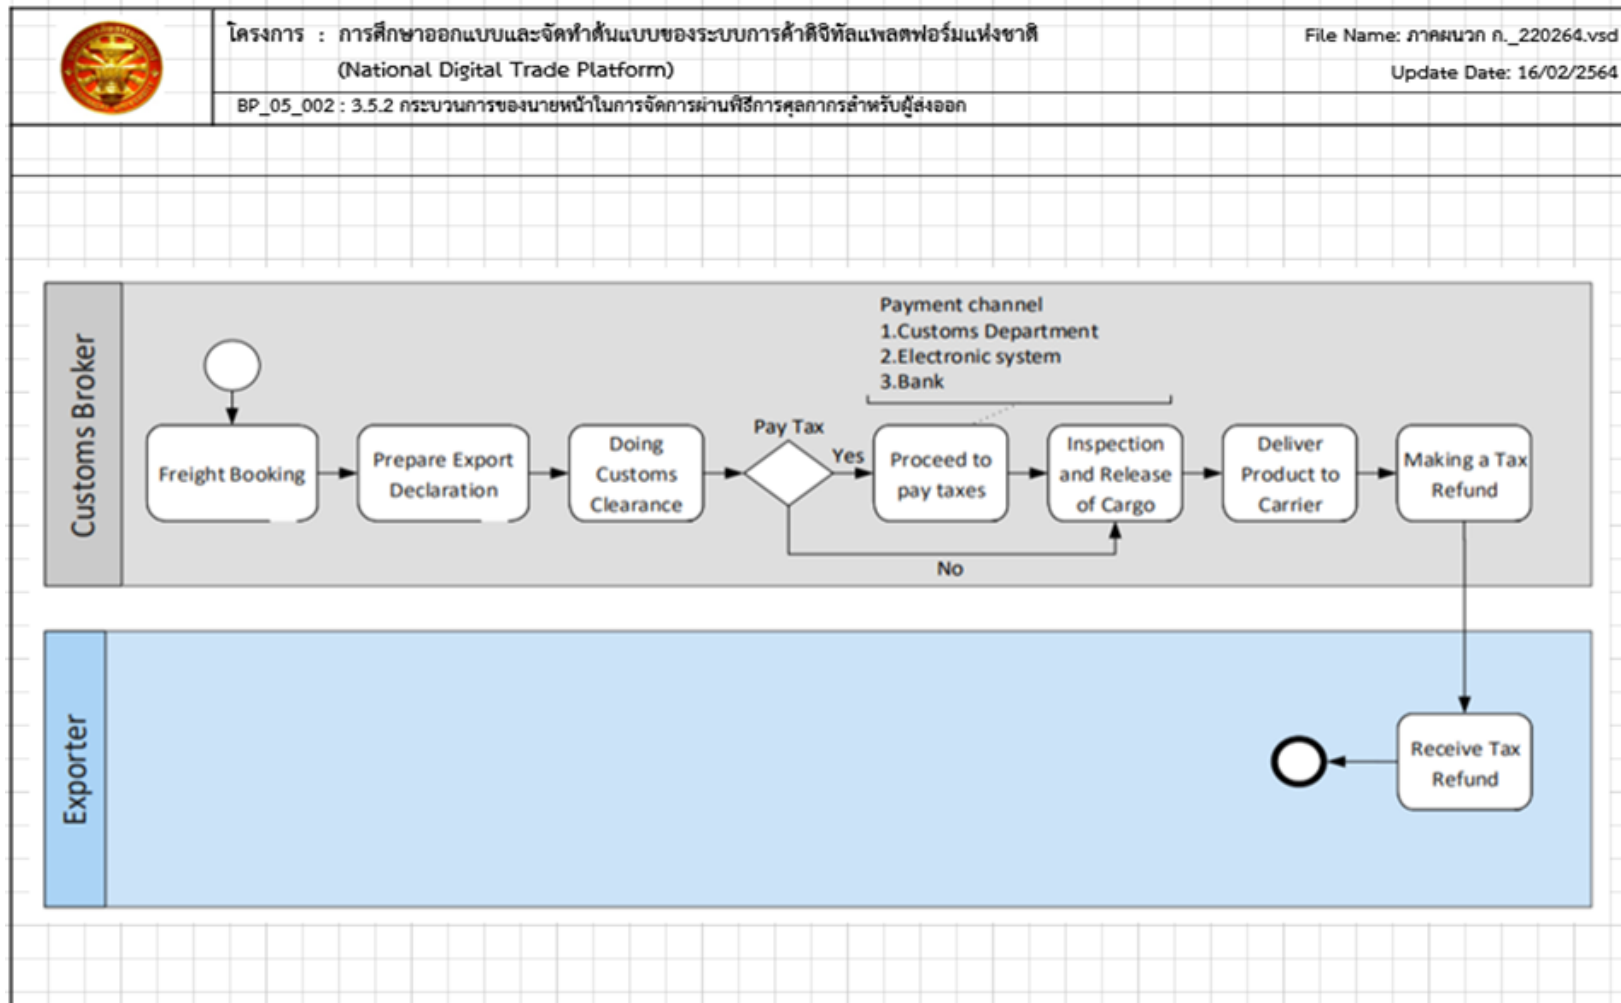 โครงการ : การศึกษาออกแบบและจัดทำต้นแบบของระบบการค้าดิจิทัลแพลตฟอร์มแห่งชาติ
(National Digital Trade Platform)
File Name: ภาคผนวก ก._220264.vsd
Update Date: 16/02/2564
BP_05_002 : 3.5.2 กระบวนการของนายหน้าในการจัดการผ่านพิธีการศุลกากรสำหรับผู้ส่งออก
Customs Broker
Payment channel
1.Customs Department
2.Electronic system
3.Bank
Freight Booking
Prepare Export
Declaration
Doing
Customs
Clearance
Pay Tax
Yes
No
Proceed to
pay taxes
Inspection
and Release
of Cargo
Deliver
Product to
Carrier
Making a Tax
Refund
Exporter
Receive Tax
Refund